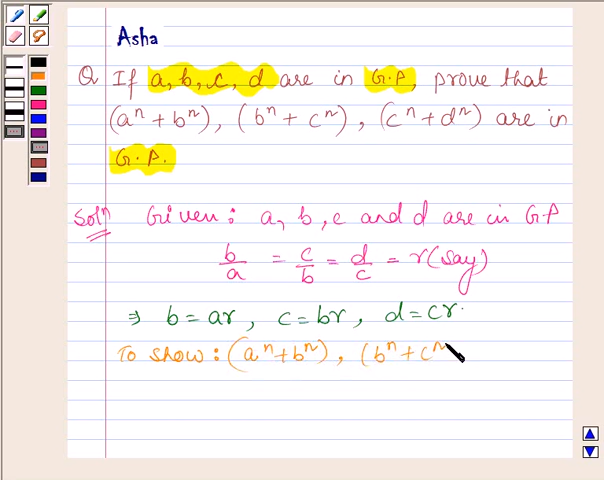 Asha
Q If a, b, c, d are in G.P, prove that
(aⁿ + bⁿ), (bⁿ + cⁿ), (cⁿ + dⁿ) are in
G.P.
Solⁿ Given: a, b, c and d are in GP
b/a = c/b = d/c = r (say)
⇒ b = ar, c = br, d = cr.
To show: (aⁿ + bⁿ), (bⁿ + cⁿ